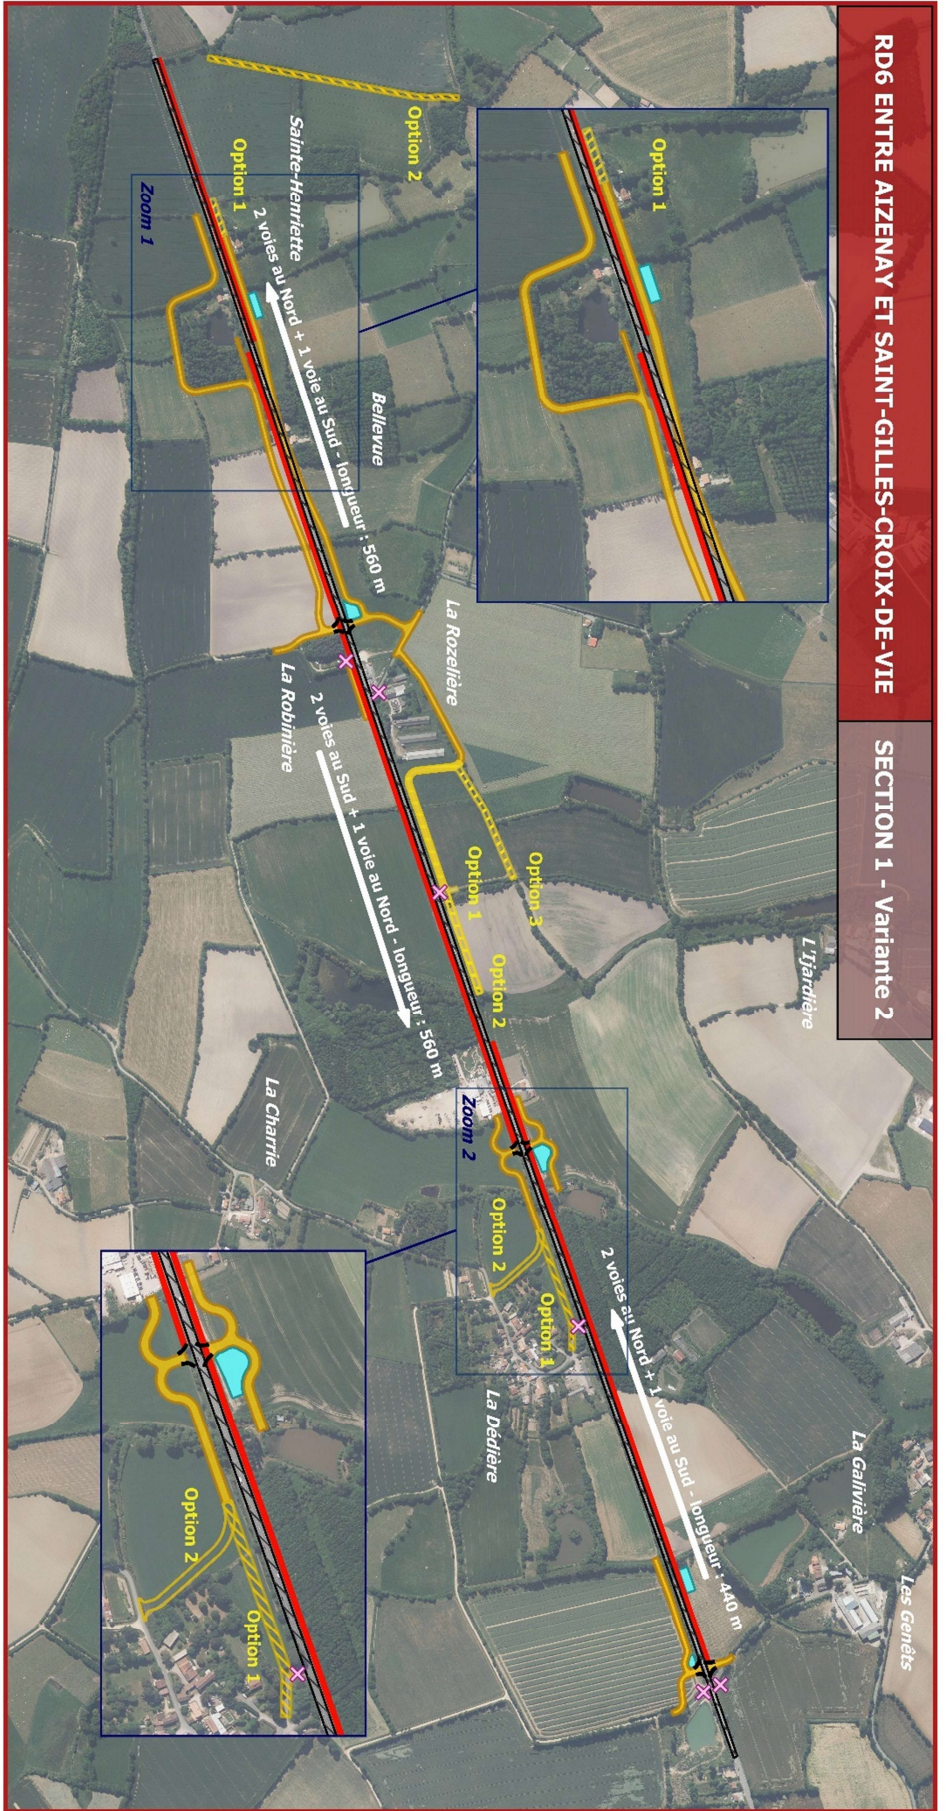 RD6 ENTRE AIZENAY ET SAINT-GILLES-CROIX-DE-VIE
SECTION 1 - Variante 2
Option 2
Sainte-Henriette
Option 1
Zoom 1
Option 1
2 voies au Nord + 1 voie au Sud - longueur : 560 m
Bellevue
La Rozelière
La Robinière
2 voies au Sud + 1 voie au Nord - longueur : 560 m
Option 1
Option 3
Option 2
L'Ijardière
La Charrie
Zoom 2
Option 2
Option 1
La Dédière
2 voies au Nord + 1 voie au Sud - longueur : 440 m
La Galivière
Les Genêts
Option 2
Option 1